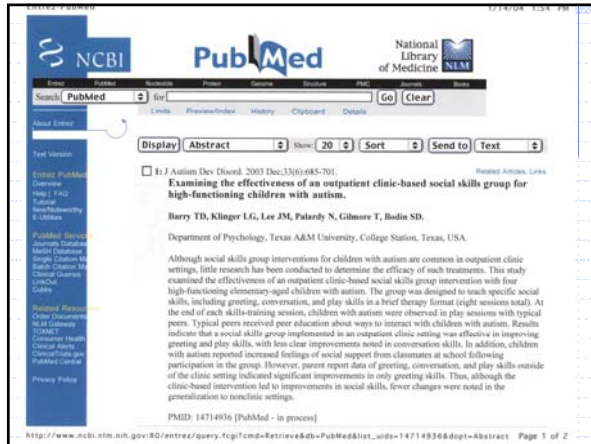 Entrez-PubMed
1/14/04 1:54 PM
NCBI
PubMed
National
Library
of Medicine NLM
Entrez PubMed Nucleotide Protein Genome Structure PMC Journals Books
Search PubMed for Go Clear
Limits Preview/Index History Clipboard Details
About Entrez
Display Abstract Show: 20 Sort Send to Text
Text Version
1: J Autism Dev Disord. 2003 Dec;33(6):685-701. Related Articles, Links
Examining the effectiveness of an outpatient clinic-based social skills group for
high-functioning children with autism.
Barry TD, Klinger LG, Lee JM, Palardy N, Gilmore T, Bodin SD.
Department of Psychology, Texas A&M University, College Station, Texas, USA.
Although social skills group interventions for children with autism are common in outpatient clinic
settings, little research has been conducted to determine the efficacy of such treatments. This study
examined the effectiveness of an outpatient clinic-based social skills group intervention with four
high-functioning elementary-aged children with autism. The group was designed to teach specific social
skills, including greeting, conversation, and play skills in a brief therapy format (eight sessions total). At
the end of each skills-training session, children with autism were observed in play sessions with typical
peers. Typical peers received peer education about ways to interact with children with autism. Results
indicate that a social skills group implemented in an outpatient clinic setting was effective in improving
greeting and play skills, with less clear improvements noted in conversation skills. In addition, children
with autism reported increased feelings of social support from classmates at school following
participation in the group. However, parent report of greeting, conversation, and play skills outside
of the clinic setting indicated significant improvements in only greeting skills. Thus, although the
clinic-based intervention led to improvements in social skills, fewer changes were noted in the
generalization to nonclinic settings.
PMID: 14714936 [PubMed - in process]
Entrez PubMed
Overview
Help | FAQ
Tutorial
New/Noteworthy
E-Utilities
PubMed Services
Journals Database
MeSH Database
Single Citation Ma
Batch Citation Ma
Clinical Queries
LinkOut
Cubby
Related Resourc
Order Documents
NLM Gateway
TOXNET
Consumer Health
Clinical Alerts
ClinicalTrials.gov
PubMed Central
Privacy Policy
http://www.ncbi.nlm.nih.gov:80/entrez/query.fcgi?cmd=Retrieve&db=PubMed&list_uids=14714936&dopt=Abstract Page 1 of 2